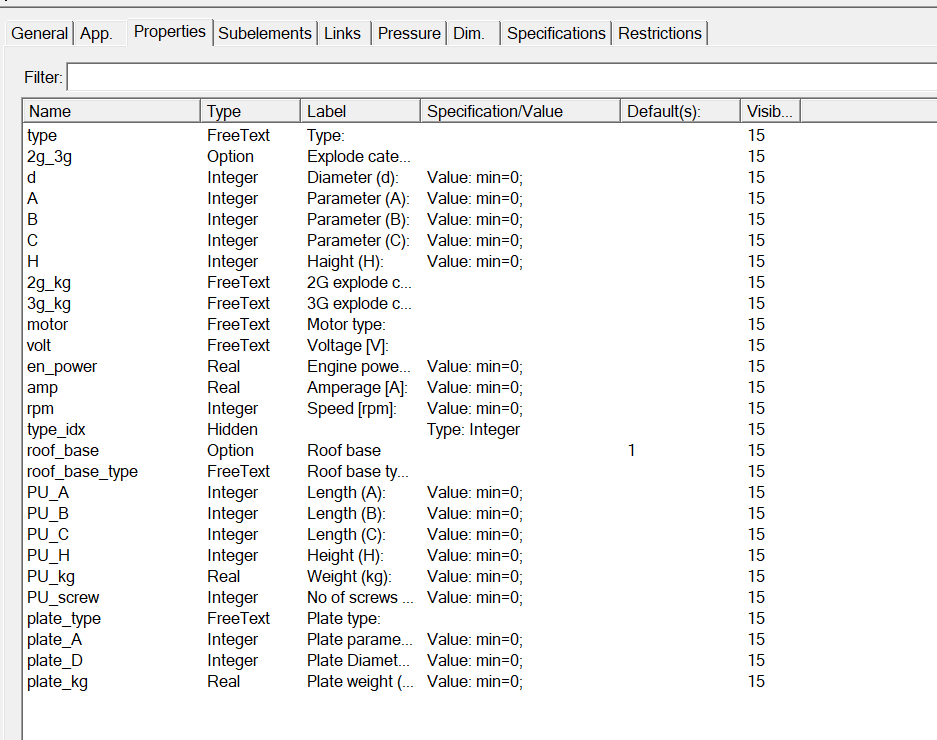 General App. Properties Subelements Links Pressure Dim. Specifications Restrictions
Filter:
Name Type Label Specification/Value Default(s): Visib...
type FreeText Type: 15
2g_3g Option Explode cate... 15
d Integer Diameter (d): Value: min=0; 15
A Integer Parameter (A): Value: min=0; 15
B Integer Parameter (B): Value: min=0; 15
C Integer Parameter (C): Value: min=0; 15
H Integer Haight (H): Value: min=0; 15
2g_kg FreeText 2G explode c... 15
3g_kg FreeText 3G explode c... 15
motor FreeText Motor type: 15
volt FreeText Voltage [V]: 15
en_power Real Engine powe... Value: min=0; 15
amp Real Amperage [A]: Value: min=0; 15
rpm Integer Speed [rpm]: Value: min=0; 15
type_idx Hidden Type: Integer 15
roof_base Option Roof base 1 15
roof_base_type FreeText Roof base ty... 15
PU_A Integer Length (A): Value: min=0; 15
PU_B Integer Length (B): Value: min=0; 15
PU_C Integer Length (C): Value: min=0; 15
PU_H Integer Height (H): Value: min=0; 15
PU_kg Real Weight (kg): Value: min=0; 15
PU_screw Integer No of screws ... Value: min=0; 15
plate_type FreeText Plate type: 15
plate_A Integer Plate parame... Value: min=0; 15
plate_D Integer Plate Diamet... Value: min=0; 15
plate_kg Real Plate weight (... Value: min=0; 15